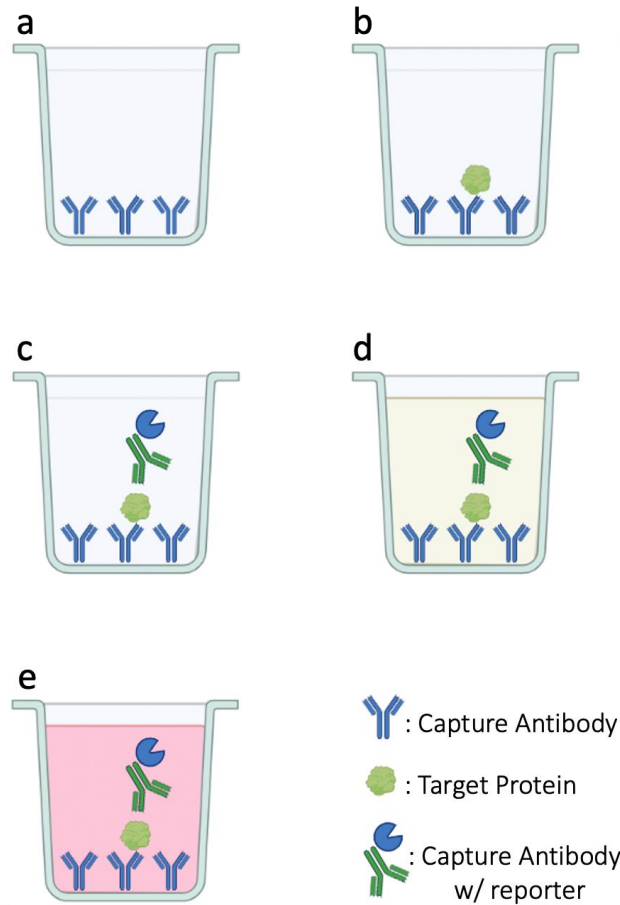 a
b
c
d
e
: Capture Antibody
: Target Protein
: Capture Antibody
w/ reporter